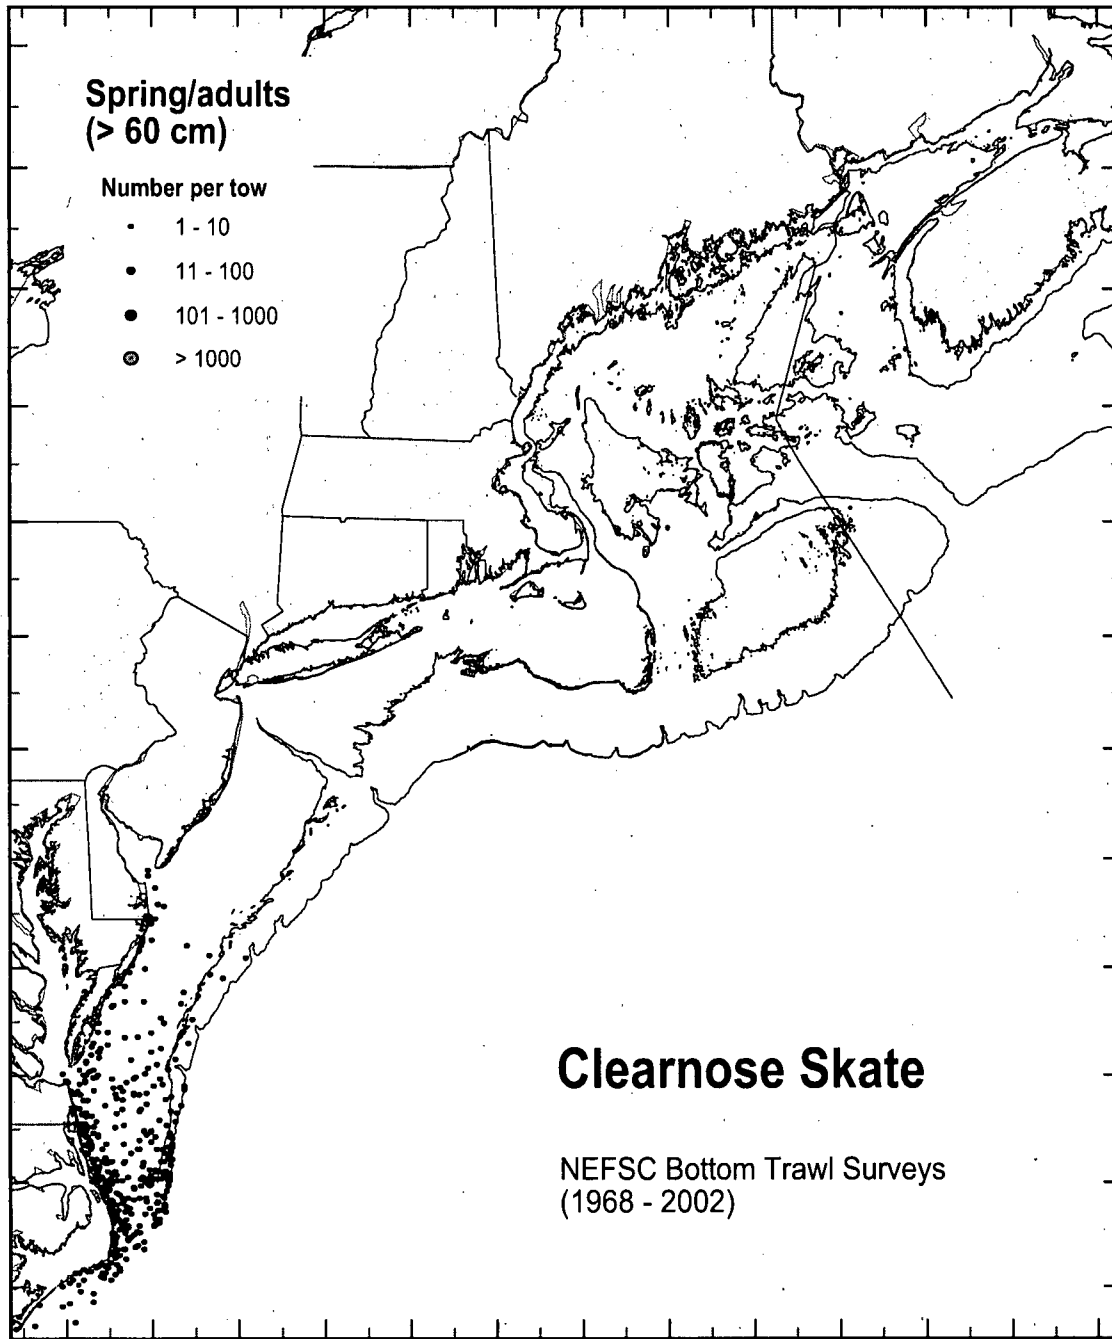 Spring/adults
(> 60 cm)
Number per tow
1 - 10
11 - 100
101 - 1000
> 1000
Clearnose Skate
NEFSC Bottom Trawl Surveys
(1968 - 2002)